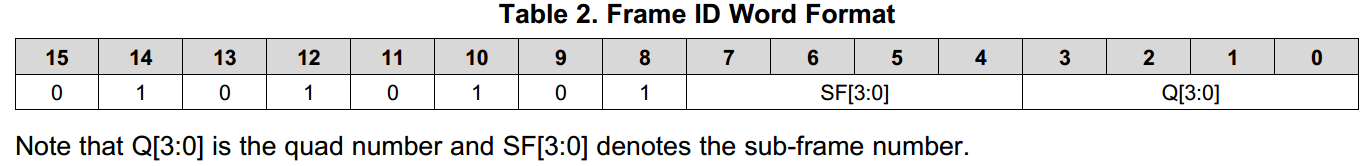 Table 2. Frame ID Word Format
15 14 13 12 11 10 9 8 7 6 5 4 3 2 1 0
0 1 0 1 0 1 0 1 SF[3:0] Q[3:0]
Note that Q[3:0] is the quad number and SF[3:0] denotes the sub-frame number.